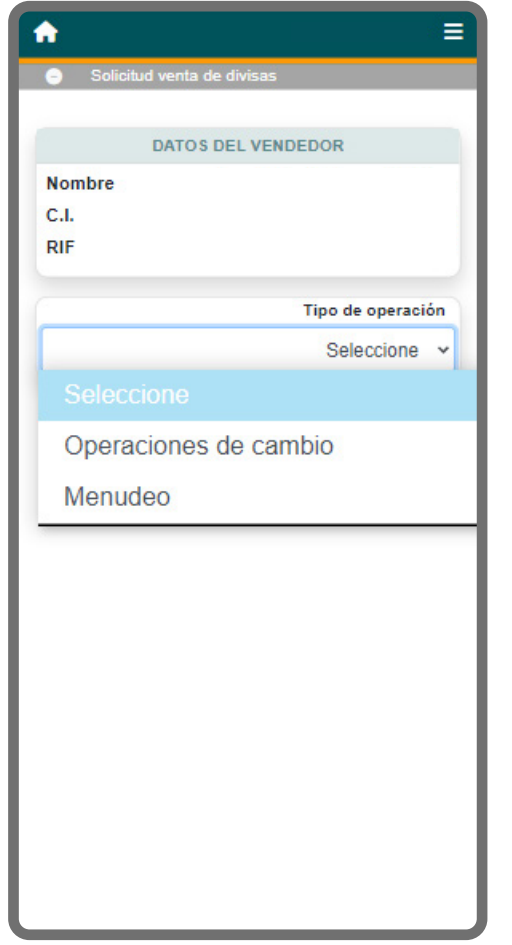 Solicitud venta de divisas
DATOS DEL VENDEDOR
Nombre
C.I.
RIF
Tipo de operación
Seleccione
Seleccione
Operaciones de cambio
Menudeo